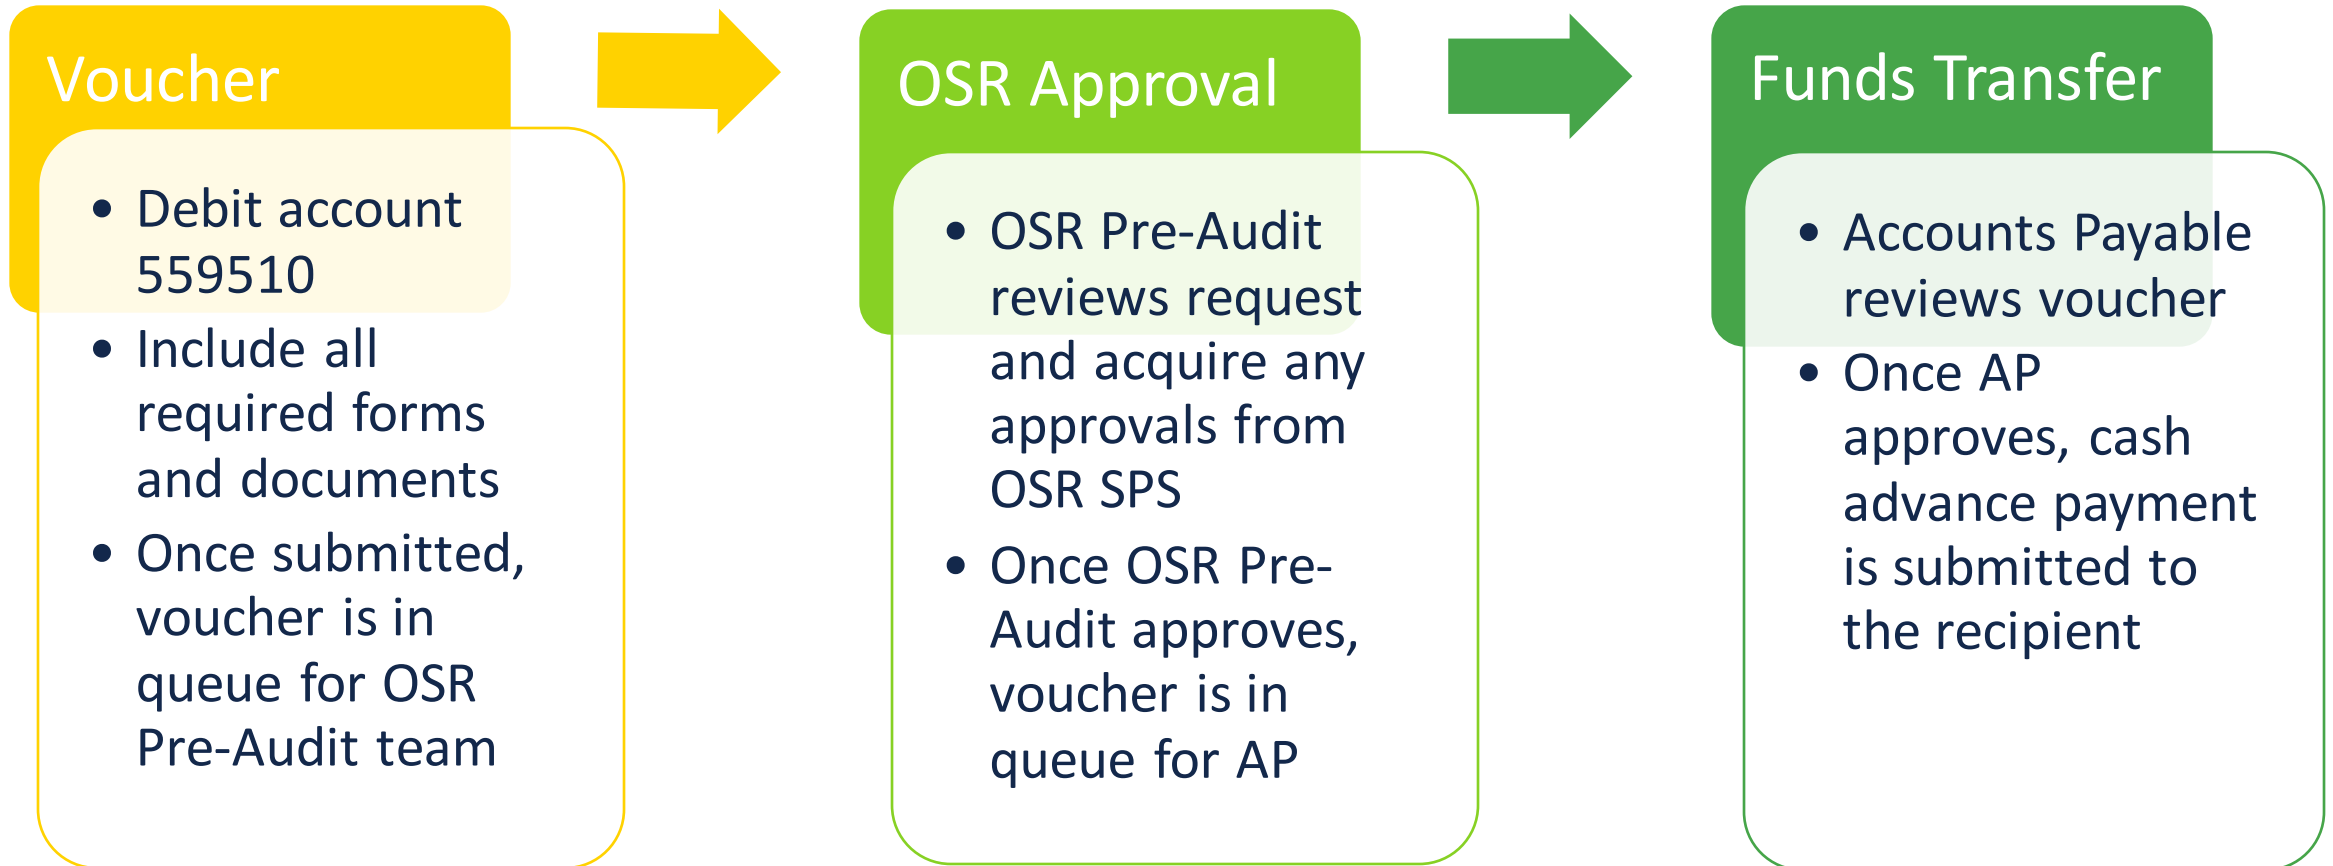 Voucher
• Debit account
559510
• Include all
required forms
and documents
• Once submitted,
voucher is in
queue for OSR
Pre-Audit team
OSR Approval
• OSR Pre-Audit
reviews request
and acquire any
approvals from
OSR SPS
• Once OSR Pre-
Audit approves,
voucher is in
queue for AP
Funds Transfer
• Accounts Payable
reviews voucher
• Once AP
approves, cash
advance payment
is submitted to
the recipient